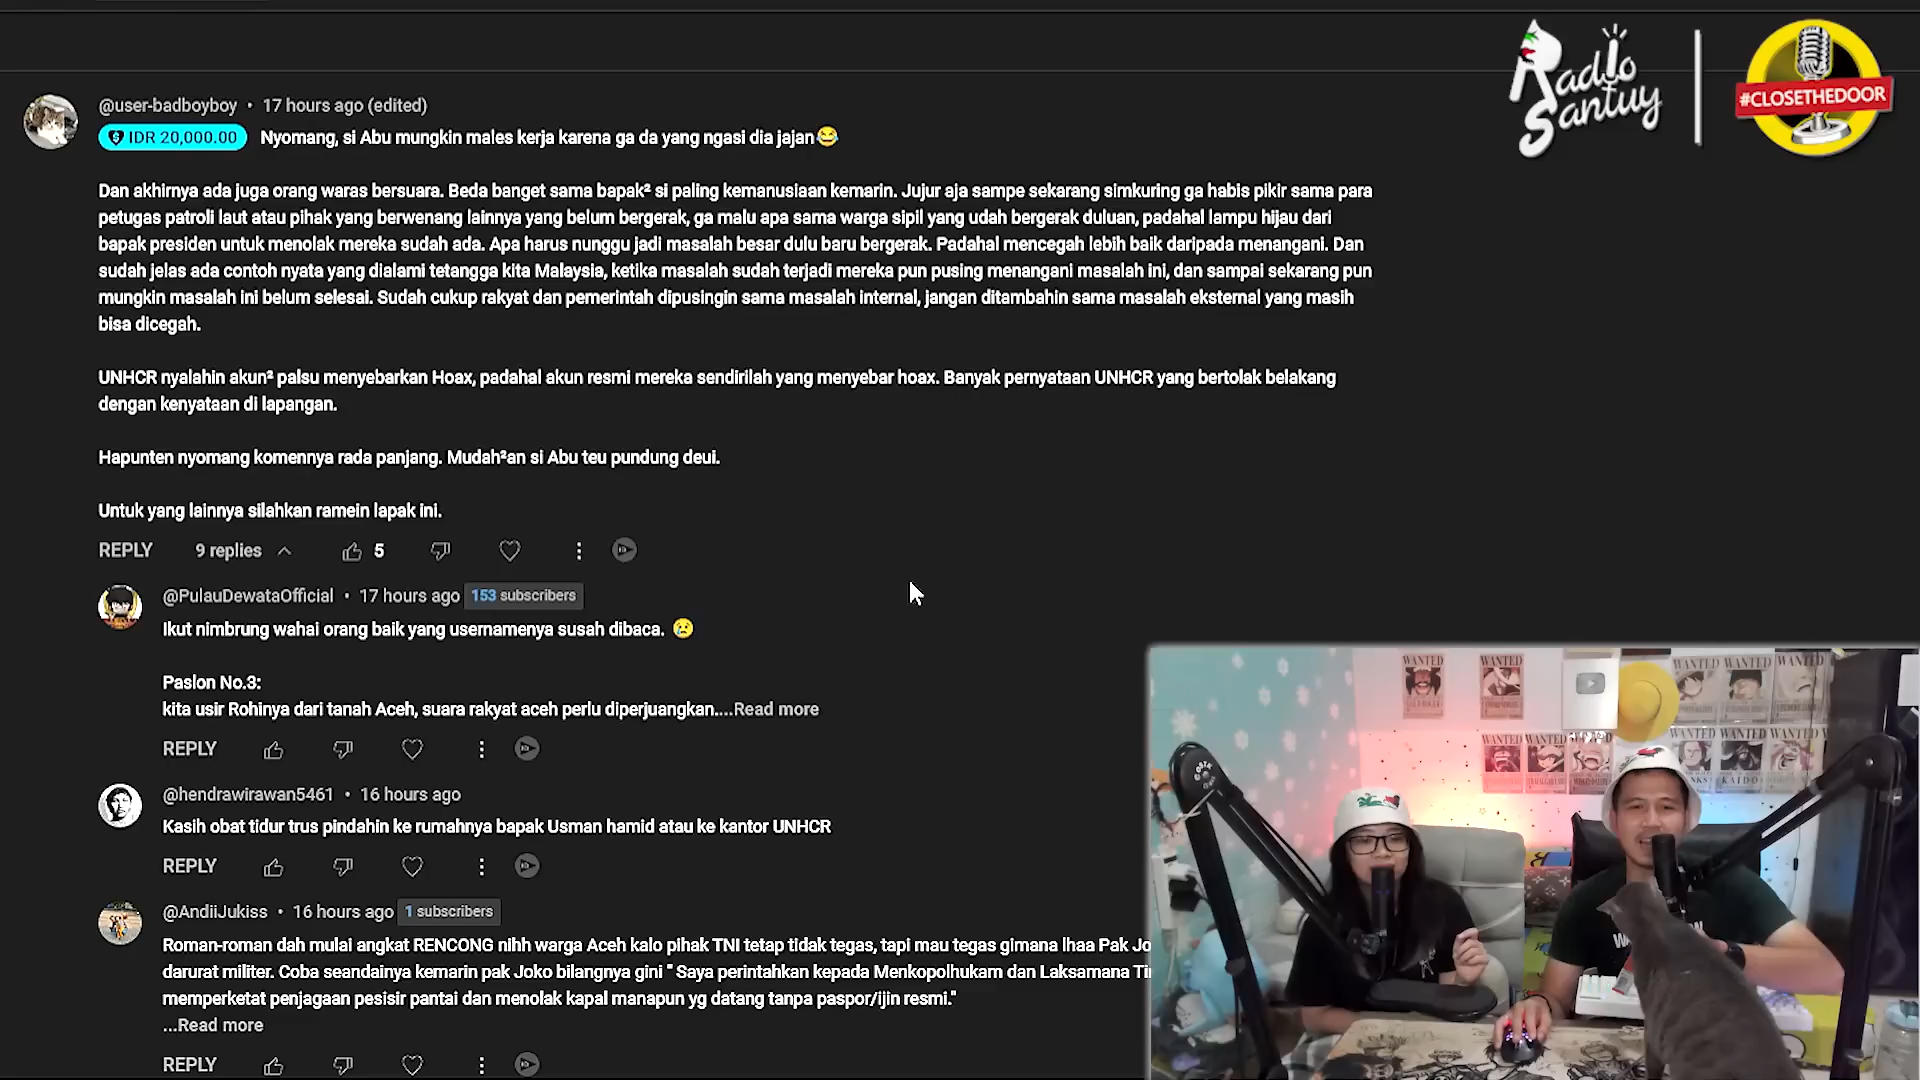 Radio
Santuy
#CLOSETHEDOOR
@user-badboyboy • 17 hours ago (edited)
IDR 20,000.00 Nyomang, si Abu mungkin males kerja karena ga da yang ngasi dia jajan😂
Dan akhirnya ada juga orang waras bersuara. Beda banget sama bapak² si paling kemanusiaan kemarin. Jujur aja sampe sekarang simkuring ga habis pikir sama para
petugas patroli laut atau pihak yang berwenang lainnya yang belum bergerak, ga malu apa sama warga sipil yang udah bergerak duluan, padahal lampu hijau dari
bapak presiden untuk menolak mereka sudah ada. Apa harus nunggu jadi masalah besar dulu baru bergerak. Padahal mencegah lebih baik daripada menangani. Dan
sudah jelas ada contoh nyata yang dialami tetangga kita Malaysia, ketika masalah sudah terjadi mereka pun pusing menangani masalah ini, dan sampai sekarang pun
mungkin masalah ini belum selesai. Sudah cukup rakyat dan pemerintah dipusingin sama masalah internal, jangan ditambahin sama masalah eksternal yang masih
bisa dicegah.
UNHCR nyalahin akun² palsu menyebarkan Hoax, padahal akun resmi mereka sendirilah yang menyebar hoax. Banyak pernyataan UNHCR yang bertolak belakang
dengan kenyataan di lapangan.
Hapunten nyomang komennya rada panjang. Mudah²an si Abu teu pundung deui.
Untuk yang lainnya silahkan ramein lapak ini.
REPLY 9 replies 5
@PulauDewataOfficial • 17 hours ago 153 subscribers
Ikut nimbrung wahai orang baik yang usernamenya susah dibaca. 😢
Paslon No.3:
kita usir Rohinya dari tanah Aceh, suara rakyat aceh perlu diperjuangkan....Read more
REPLY
@hendrawirawan5461 • 16 hours ago
Kasih obat tidur trus pindahin ke rumahnya bapak Usman hamid atau ke kantor UNHCR
REPLY
@AndiiJukiss • 16 hours ago 1 subscribers
Roman-roman dah mulai angkat RENCONG nihh warga Aceh kalo pihak TNI tetap tidak tegas, tapi mau tegas gimana lhaa Pak Jo
darurat militer. Coba seandainya kemarin pak Joko bilangnya gini " Saya perintahkan kepada Menkopolhukam dan Laksamana Ti
memperketat penjagaan pesisir pantai dan menolak kapal manapun yg datang tanpa paspor/ijin resmi."
...Read more
REPLY
WANTED
WANTED
WANTED
WANTED
WANTED
WANTED
WANTED
WANTED
WANTED
KAIDO